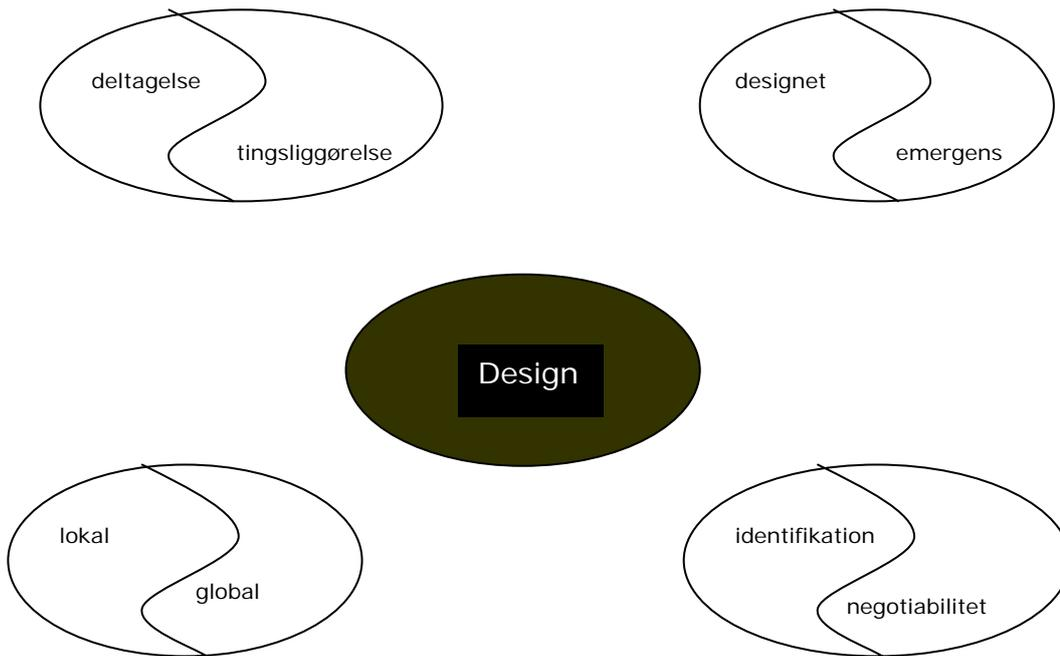 deltagelse
tingsliggørelse
designet
emergens
Design
lokal
global
identifikation
negotiabilitet